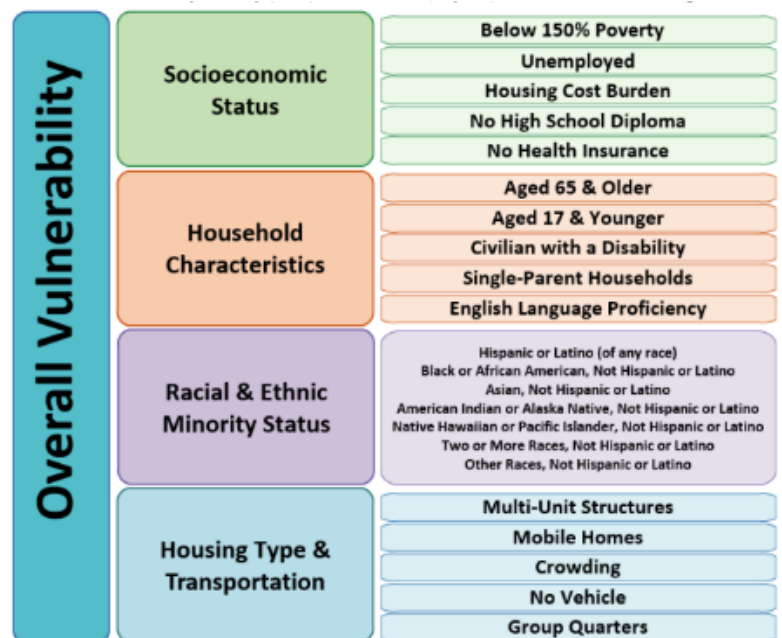 Overall Vulnerability
Socioeconomic
Status
Below 150% Poverty
Unemployed
Housing Cost Burden
No High School Diploma
No Health Insurance
Household
Characteristics
Aged 65 & Older
Aged 17 & Younger
Civilian with a Disability
Single-Parent Households
English Language Proficiency
Racial & Ethnic
Minority Status
Hispanic or Latino (of any race)
Black or African American, Not Hispanic or Latino
Asian, Not Hispanic or Latino
American Indian or Alaska Native, Not Hispanic or Latino
Native Hawaiian or Pacific Islander, Not Hispanic or Latino
Two or More Races, Not Hispanic or Latino
Other Races, Not Hispanic or Latino
Housing Type &
Transportation
Multi-Unit Structures
Mobile Homes
Crowding
No Vehicle
Group Quarters